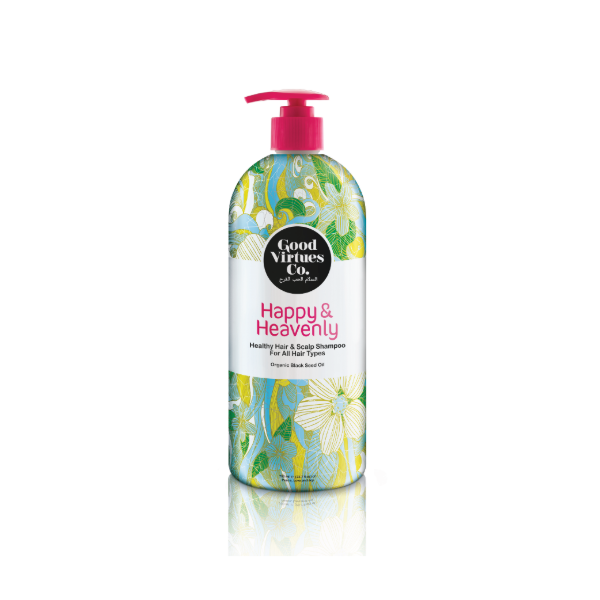 Good
Virtues
Co.
Happy &
Heavenly
Healthy Hair & Scalp Shampoo
For All Hair Types
Organic Black Seed Oil